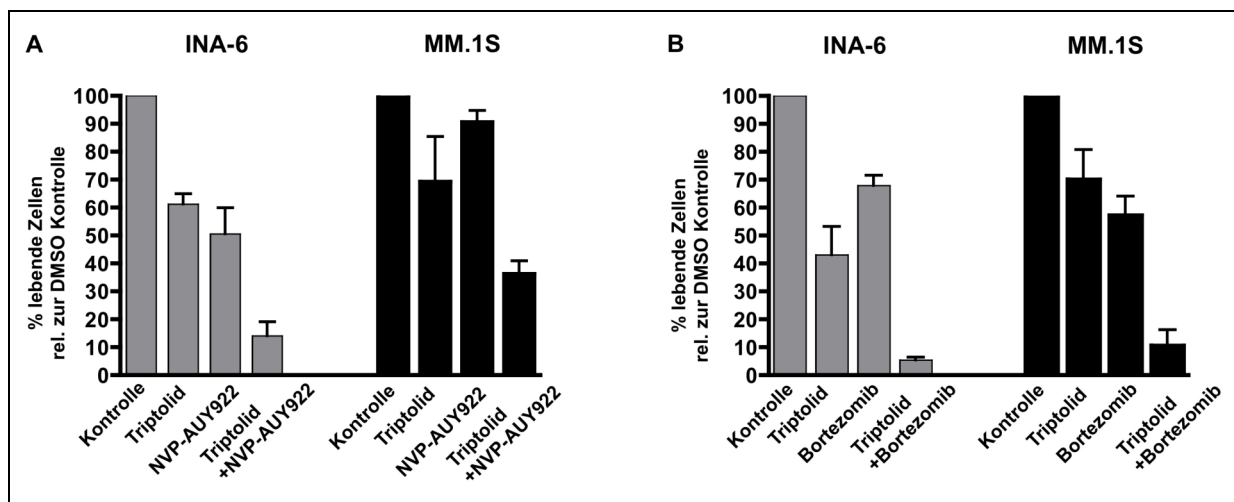 A
INA-6
MM.1S
% lebende Zellen
rel. zur DMSO Kontrolle
100
90
80
70
60
50
40
30
20
10
0
Kontrolle
Triptolid
NVP-AUY922
Triptolid
+NVP-AUY922
Kontrolle
Triptolid
NVP-AUY922
Triptolid
+NVP-AUY922
B
INA-6
MM.1S
% lebende Zellen
rel. zur DMSO Kontrolle
100
90
80
70
60
50
40
30
20
10
0
Kontrolle
Triptolid
Bortezomib
Triptolid
+Bortezomib
Kontrolle
Triptolid
Bortezomib
Triptolid
+Bortezomib